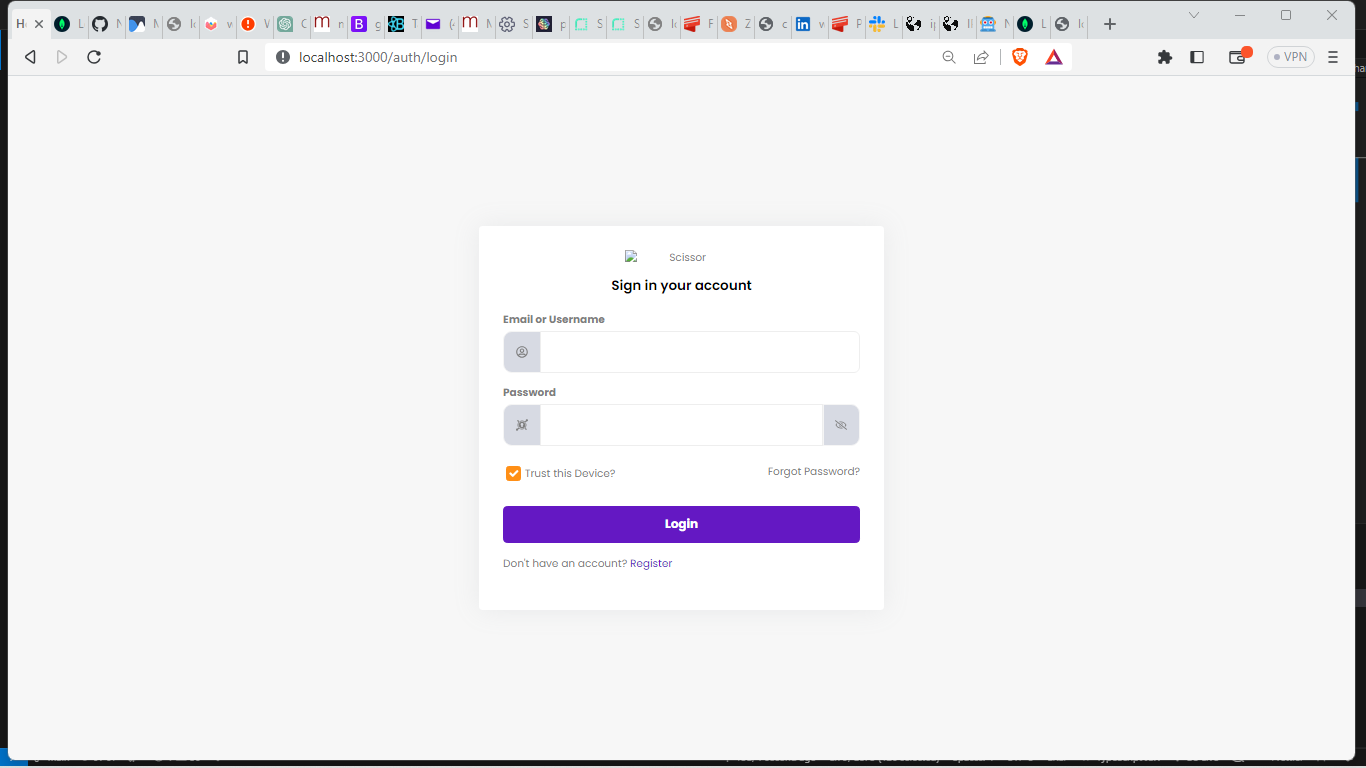 localhost:3000/auth/login
VPN
Scissor
Sign in your account
Email or Username
Password
Trust this Device?
Forgot Password?
Login
Don't have an account? Register